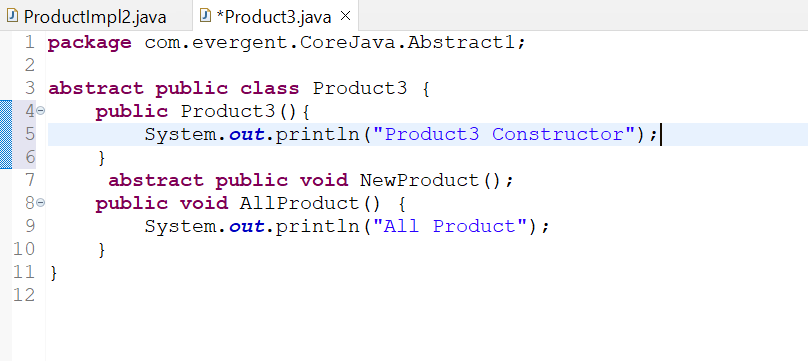 ProductImpl2.java *Product3.java
1 package com.evergent.CoreJava.Abstract1;
2
3 abstract public class Product3 {
4 public Product3(){
5 System.out.println("Product3 Constructor");
6 }
7 abstract public void NewProduct();
8 public void AllProduct() {
9 System.out.println("All Product");
10 }
11 }
12